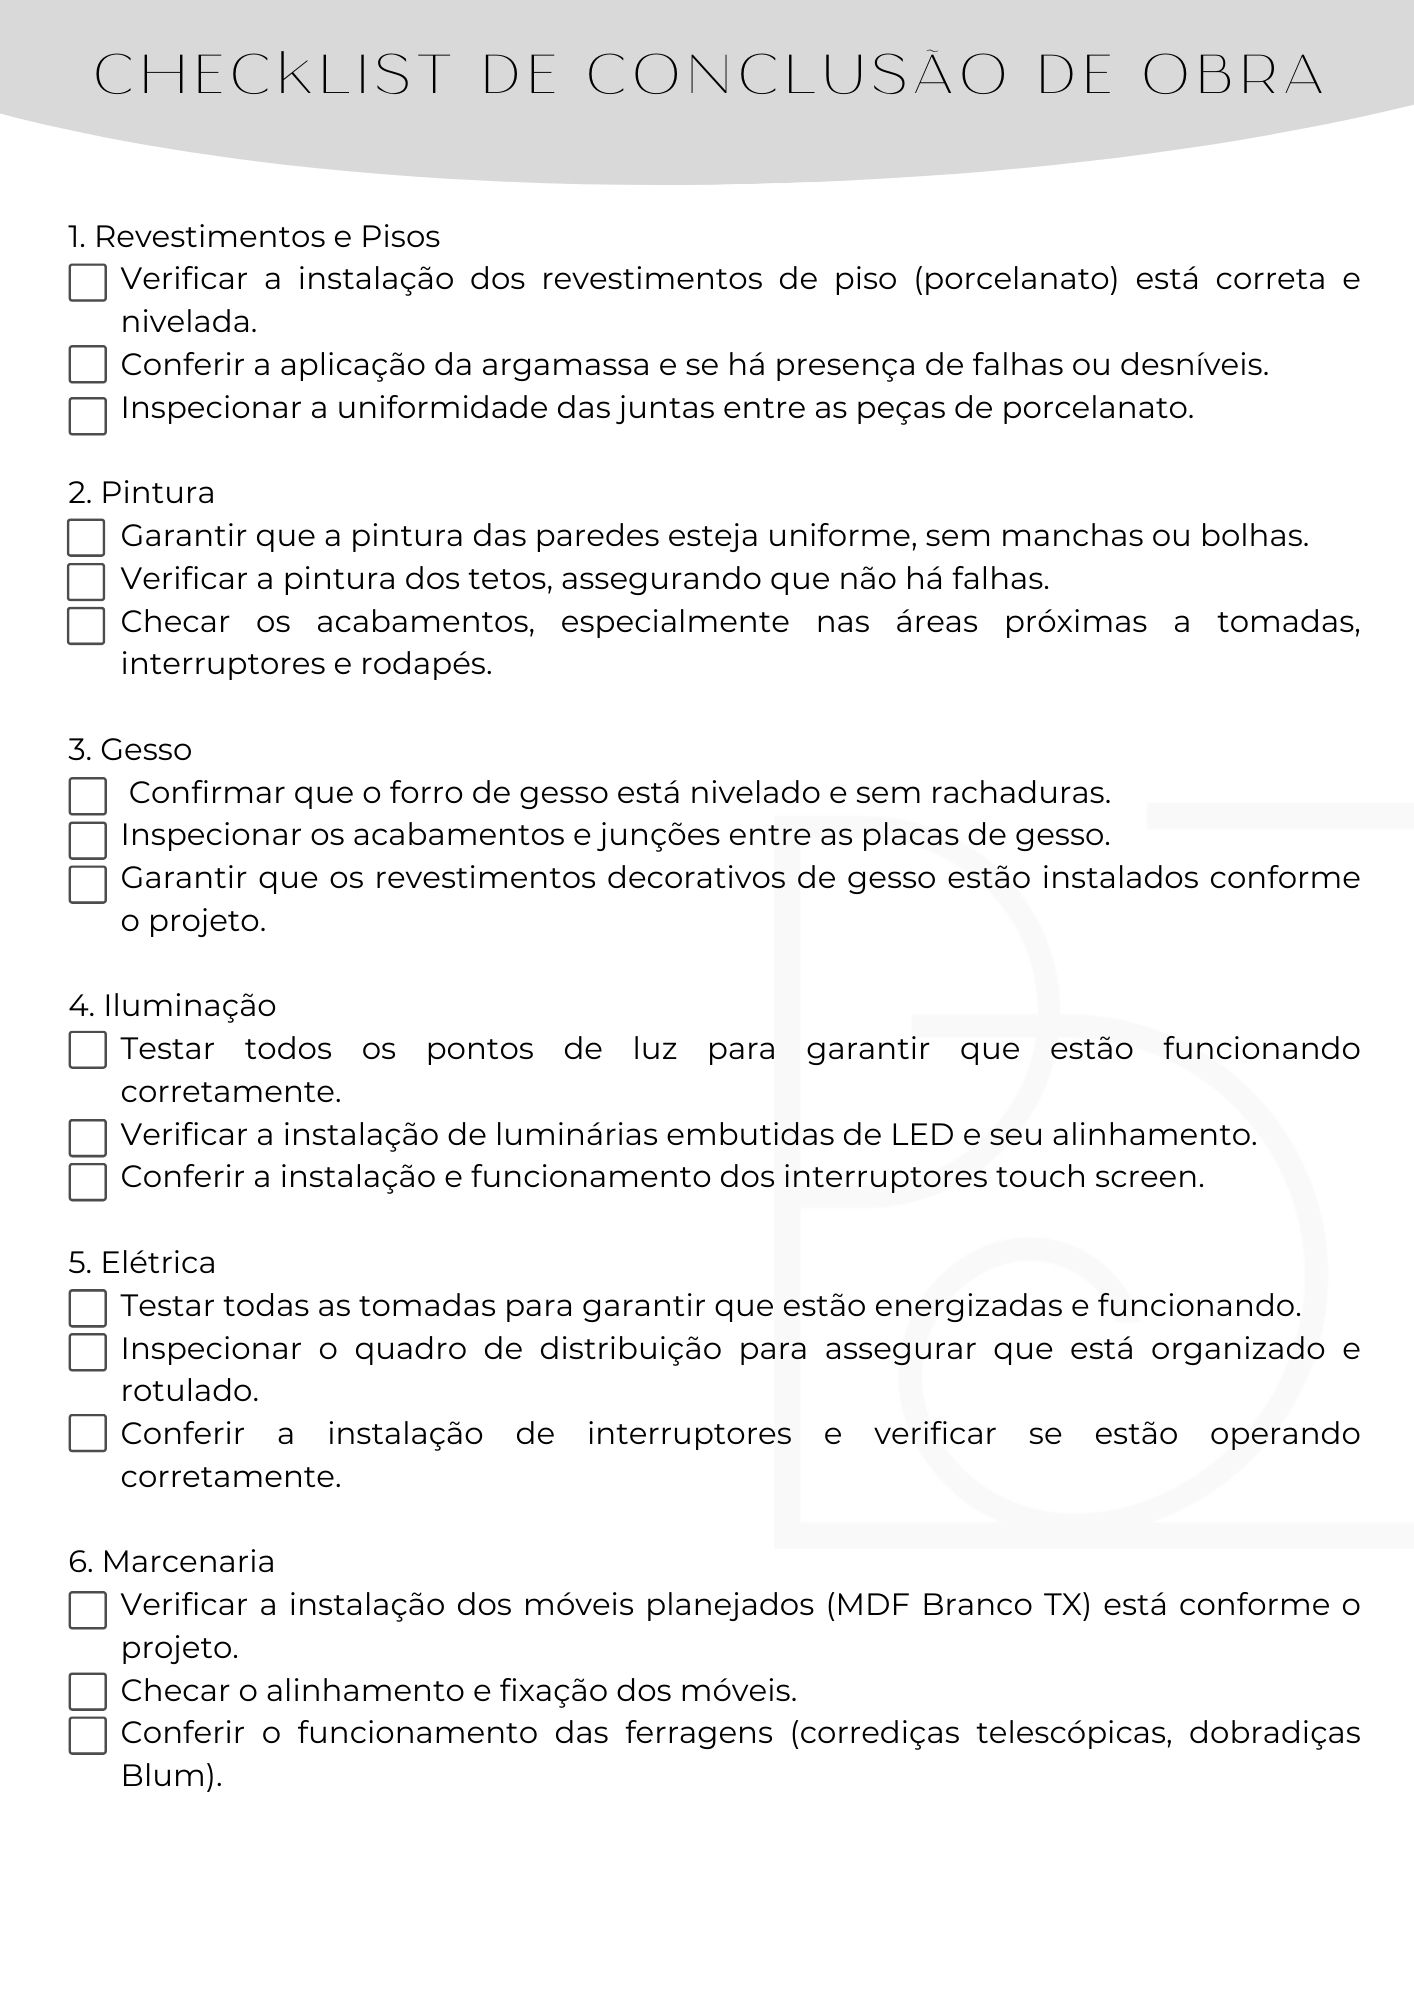 CHECKLIST DE CONCLUSÃO DE OBRA
1. Revestimentos e Pisos
Verificar a instalação dos revestimentos de piso (porcelanato) está correta e
nivelada.
Conferir a aplicação da argamassa e se há presença de falhas ou desníveis.
Inspecionar a uniformidade das juntas entre as peças de porcelanato.
2. Pintura
Garantir que a pintura das paredes esteja uniforme, sem manchas ou bolhas.
Verificar a pintura dos tetos, assegurando que não há falhas.
Checar os acabamentos, especialmente nas áreas próximas a tomadas,
interruptores e rodapés.
3. Gesso
Confirmar que o forro de gesso está nivelado e sem rachaduras.
Inspecionar os acabamentos e junções entre as placas de gesso.
Garantir que os revestimentos decorativos de gesso estão instalados conforme
o projeto.
4. Iluminação
Testar todos os pontos de luz para garantir que estão funcionando
corretamente.
Verificar a instalação de luminárias embutidas de LED e seu alinhamento.
Conferir a instalação e funcionamento dos interruptores touch screen.
5. Elétrica
Testar todas as tomadas para garantir que estão energizadas e funcionando.
Inspecionar o quadro de distribuição para assegurar que está organizado e
rotulado.
Conferir a instalação de interruptores e verificar se estão operando
corretamente.
6. Marcenaria
Verificar a instalação dos móveis planejados (MDF Branco TX) está conforme o
projeto.
Checar o alinhamento e fixação dos móveis.
Conferir o funcionamento das ferragens (corrediças telescópicas, dobradiças
Blum).